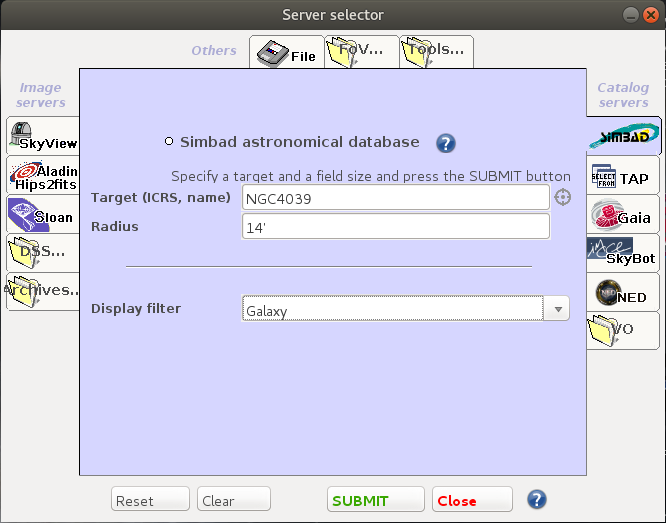 Server selector
Others
File
FoV...
Tools...
Image
servers
Catalog
servers
SkyView
Aladin
Hips2fits
Sloan
DSS...
Archives...
Simbad astronomical database
?
Specify a target and a field size and press the SUBMIT button
Target (ICRS, name)
NGC4039
Radius
14'
Display filter
Galaxy
SIMBAD
SELECT
FROM
TAP
Gaia
SkyBot
NED
NED
VO
Reset
Clear
SUBMIT
Close
?